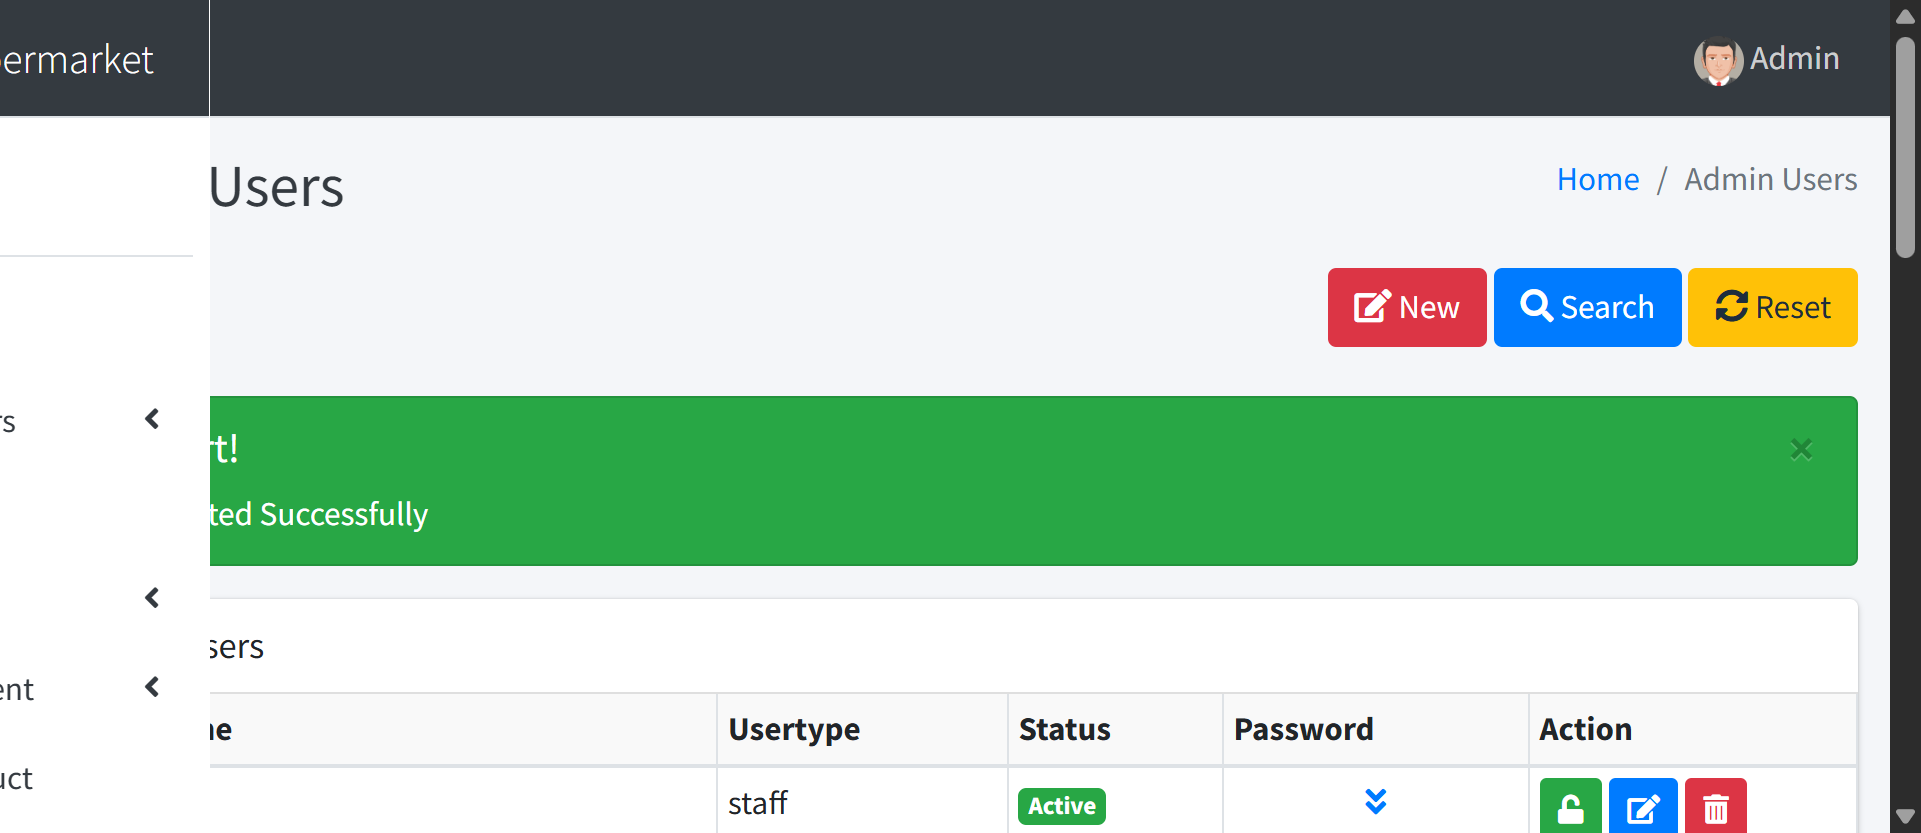 ermarket
Admin
Users
Home / Admin Users
New
Search
Reset
rt!
ted Successfully
sers
Usertype
Status
Password
Action
staff
Active
ent
uct